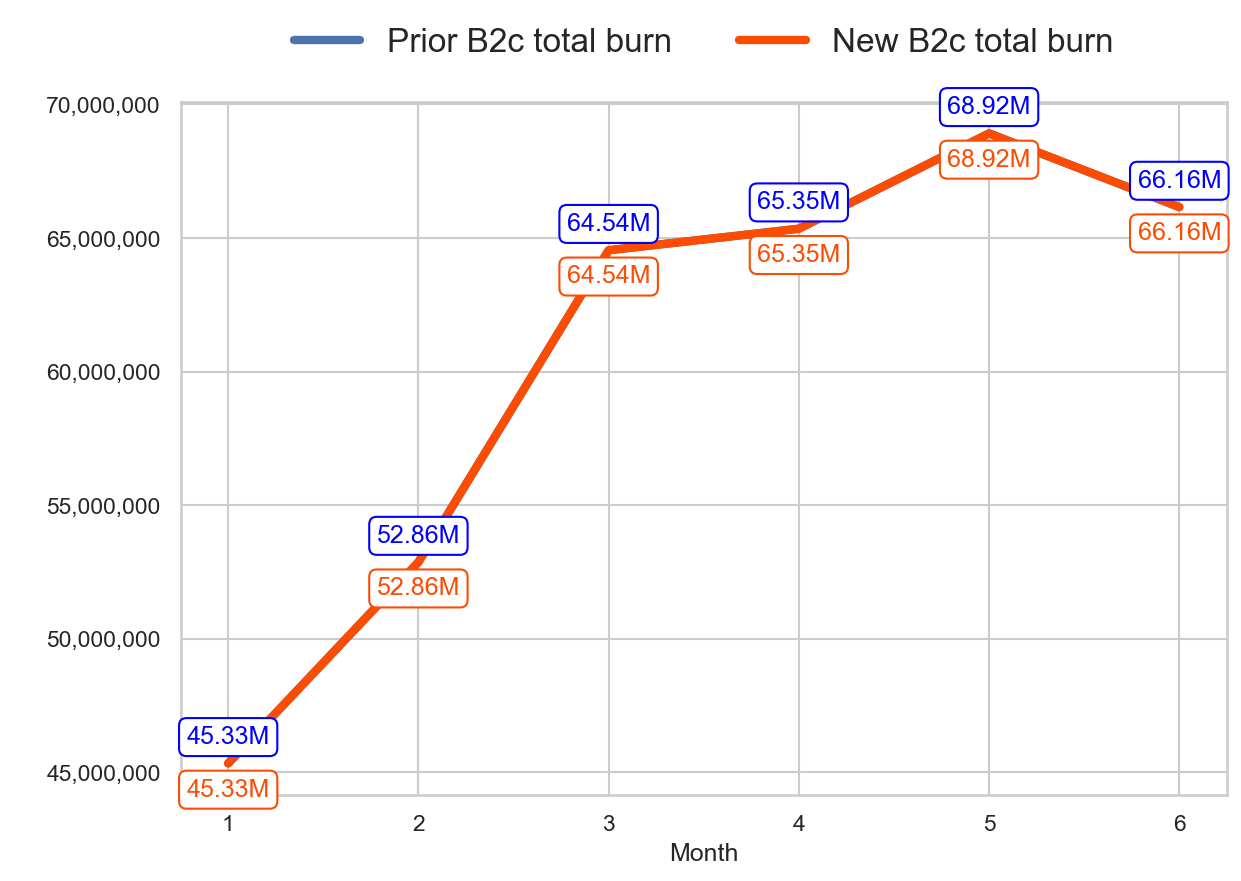 Prior B2c total burn New B2c total burn
70,000,000
68.92M
68.92M
66.16M
65.35M
64.54M
66.16M
65,000,000
65.35M
64.54M
60,000,000
55,000,000
52.86M
52.86M
50,000,000
45.33M
45,000,000
45.33M
1 2 3 4 5 6
Month